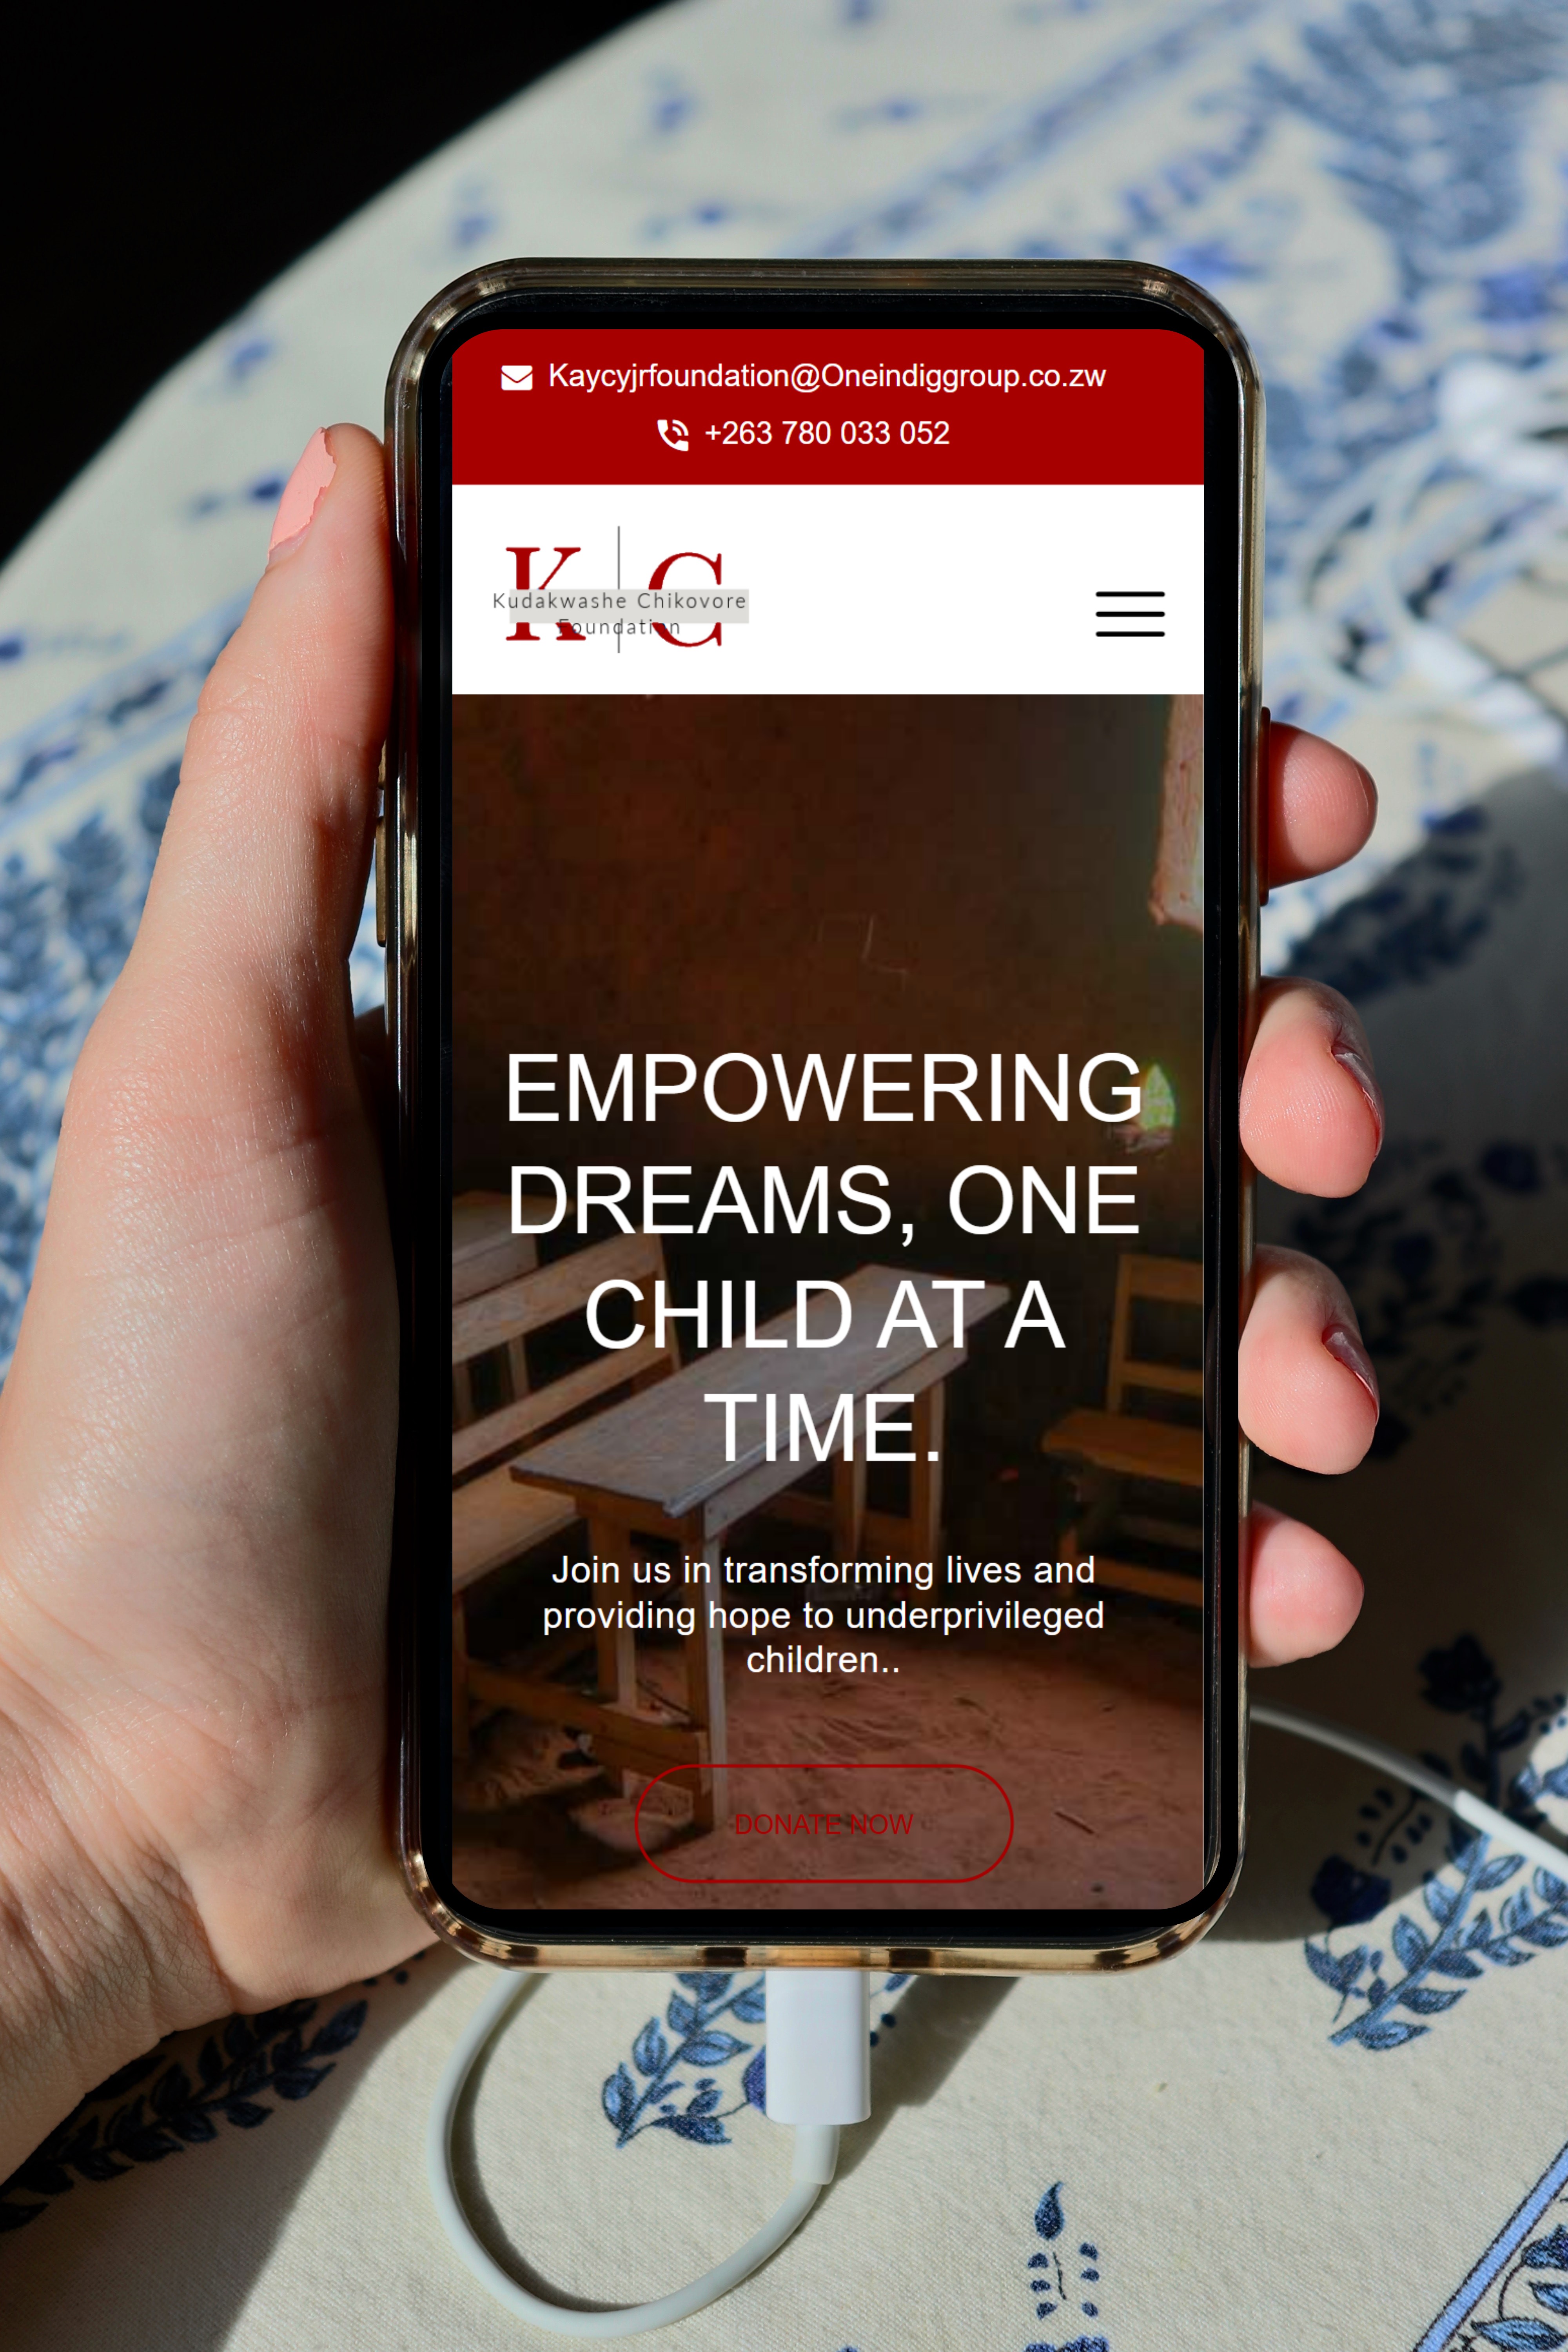 Kaycyjrfoundation@Oneindiggroup.co.zw
+263 780 033 052
K C
Kudakwashe Chikovore
Foundation
EMPOWERING
DREAMS, ONE
CHILD AT A
TIME.
Join us in transforming lives and
providing hope to underprivileged
children..
DONATE NOW